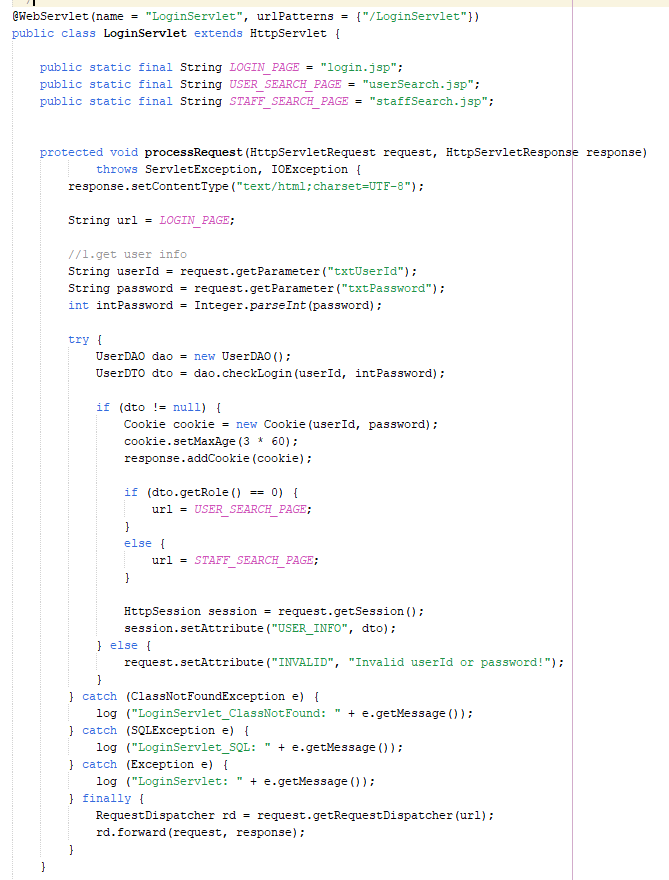 @WebServlet(name = "LoginServlet", urlPatterns = {"/LoginServlet"})
public class LoginServlet extends HttpServlet {
public static final String LOGIN_PAGE = "login.jsp";
public static final String USER_SEARCH_PAGE = "userSearch.jsp";
public static final String STAFF_SEARCH_PAGE = "staffSearch.jsp";
protected void processRequest(HttpServletRequest request, HttpServletResponse response)
throws ServletException, IOException {
response.setContentType("text/html;charset=UTF-8");
String url = LOGIN_PAGE;
//1.get user info
String userId = request.getParameter("txtUserId");
String password = request.getParameter("txtPassword");
int intPassword = Integer.parseInt(password);
try {
UserDAO dao = new UserDAO();
UserDTO dto = dao.checkLogin(userId, intPassword);
if (dto != null) {
Cookie cookie = new Cookie(userId, password);
cookie.setMaxAge(3 * 60);
response.addCookie(cookie);
if (dto.getRole() == 0) {
url = USER_SEARCH_PAGE;
}
else {
url = STAFF_SEARCH_PAGE;
}
HttpSession session = request.getSession();
session.setAttribute("USER_INFO", dto);
} else {
request.setAttribute("INVALID", "Invalid userId or password!");
}
} catch (ClassNotFoundException e) {
log ("LoginServlet_ClassNotFound: " + e.getMessage());
} catch (SQLException e) {
log ("LoginServlet_SQL: " + e.getMessage());
} catch (Exception e) {
log ("LoginServlet: " + e.getMessage());
} finally {
RequestDispatcher rd = request.getRequestDispatcher(url);
rd.forward(request, response);
}
}